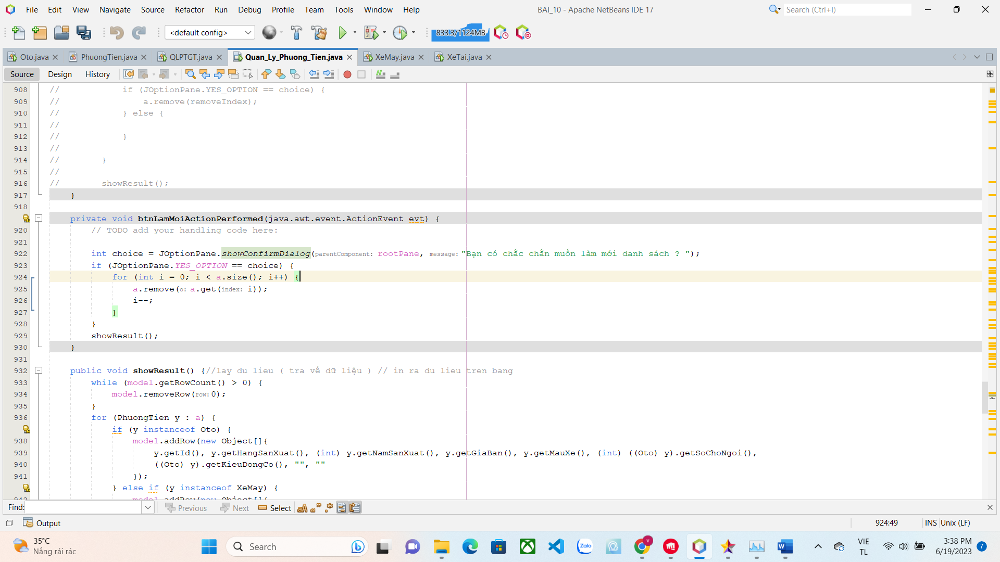 File Edit View Navigate Source Refactor Run Debug Profile Team Tools Window Help BAI_10 - Apache NetBeans IDE 17 Search (Ctrl+I)
<default config> 833.3/1124MB
Oto.java PhuongTien.java QLPTGT.java Quan_Ly_Phuong_Tien.java XeMay.java XeTai.java
Source Design History
908 // if (JOptionPane.YES_OPTION == choice) {
909 // a.remove(removeIndex);
910 // } else {
911 //
912 // }
913 //
914 // }
915 //
916 // showResult();
917 }
918
private void btnLamMoiActionPerformed(java.awt.event.ActionEvent evt) {
920 // TODO add your handling code here:
921
922 int choice = JOptionPane.showConfirmDialog(parentComponent: rootPane, message: "Bạn có chắc chắn muốn làm mới danh sách ? ");
923 if (JOptionPane.YES_OPTION == choice) {
924 for (int i = 0; i < a.size(); i++) {
925 a.remove(o: a.get(index: i));
926 i--;
927 }
928 }
929 showResult();
930 }
931
932 public void showResult() {//lay du lieu ( tra về dữ liệu ) // in ra du lieu tren bang
933 while (model.getRowCount() > 0) {
934 model.removeRow(row: 0);
935 }
936 for (PhuongTien y : a) {
if (y instanceof Oto) {
938 model.addRow(new Object[]{
939 y.getId(), y.getHangSanXuat(), (int) y.getNamSanXuat(), y.getGiaBan(), y.getMauXe(), (int) ((Oto) y).getSoChoNgoi(),
940 ((Oto) y).getKieuDongCo(), "", ""
941 });
} else if (y instanceof XeMay) {
model.addRow(new Object[]{
Find: Previous Next Select
Output 924:49 INS Unix (LF)
35°C
Nắng rải rác
Search
Zalo
VIE
TL
3:38 PM
6/19/2023
7